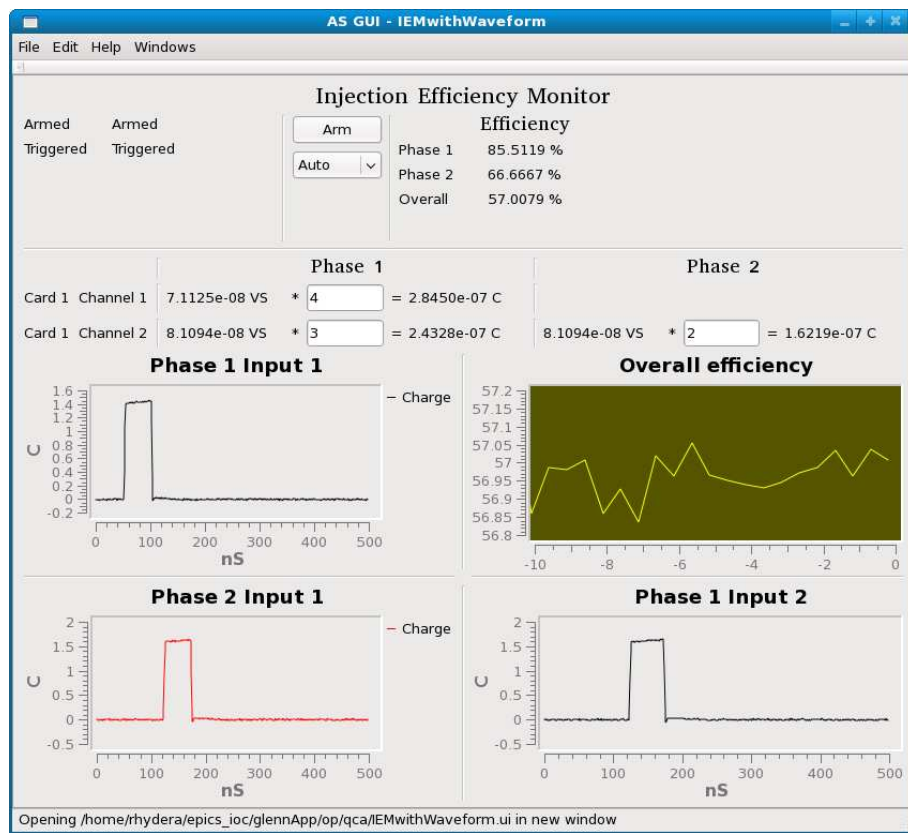 AS GUI - IEMwithWaveform
File Edit Help Windows
Injection Efficiency Monitor
Armed Armed
Triggered Triggered
Arm
Auto
Efficiency
Phase 1 85.5119 %
Phase 2 66.6667 %
Overall 57.0079 %
Phase 1 Phase 2
Card 1 Channel 1 7.1125e-08 VS * 4 = 2.8450e-07 C
Card 1 Channel 2 8.1094e-08 VS * 3 = 2.4328e-07 C 8.1094e-08 VS * 2 = 1.6219e-07 C
Phase 1 Input 1
Charge
C
1.6
1.4
1.2
1
0.8
0.6
0.4
0.2
0
-0.2
0 100 200 300 400 500
nS
Overall efficiency
57.2
57.15
57.1
57.05
57
56.95
56.9
56.85
56.8
-10 -8 -6 -4 -2 0
Phase 2 Input 1
Charge
C
2
1.5
1
0.5
0
-0.5
0 100 200 300 400 500
nS
Phase 1 Input 2
C
2
1.5
1
0.5
0
-0.5
0 100 200 300 400 500
nS
Opening /home/rhydera/epics_ioc/glennApp/op/qca/IEMwithWaveform.ui in new window